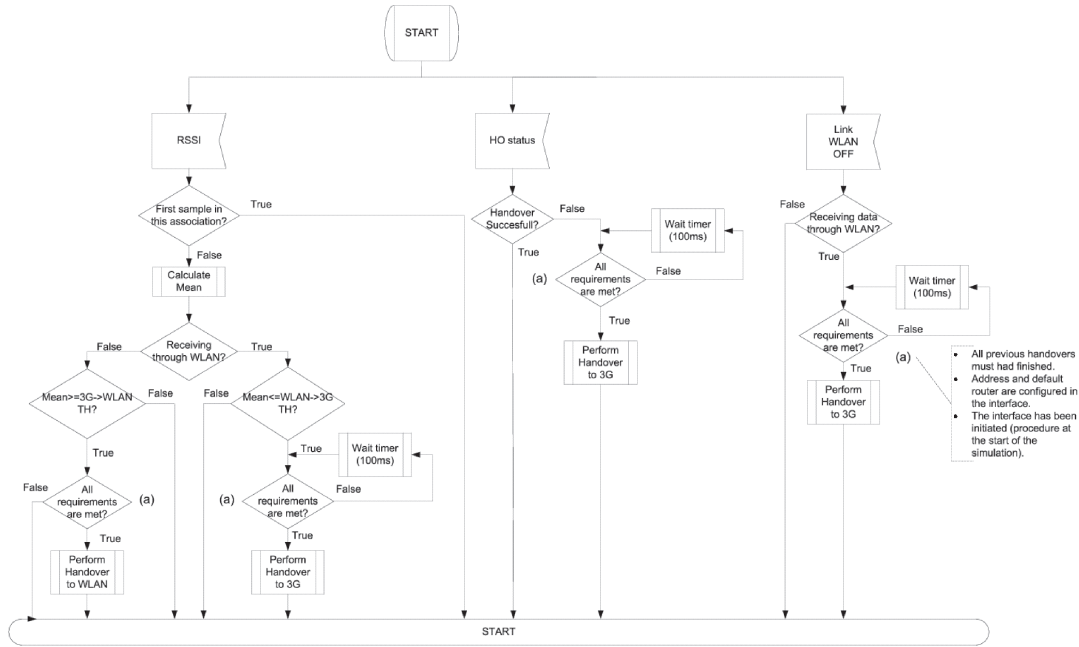 START
RSSI
HO status
Link
WLAN
OFF
First sample in
this association?
True
Handover
Succesfull?
False
Wait timer
(100ms)
False
Receiving data
through WLAN?
False
True
(a)
All
requirements
are met?
False
True
Wait timer
(100ms)
Calculate
Mean
All
requirements
are met?
False
True
Perform
Handover
to 3G
(a)
True
Perform
Handover
to 3G
• All previous handovers
must had finished.
• Address and default
router are configured in
the interface.
• The interface has been
initiated (procedure at
the start of the
simulation).
False
Receiving
through WLAN?
True
Mean>=3G->WLAN
TH?
False
False
Mean<=WLAN->3G
TH?
True
True
Wait timer
(100ms)
False
All
requirements
are met?
(a)
(a)
All
requirements
are met?
False
True
True
Perform
Handover
to WLAN
Perform
Handover
to 3G
START